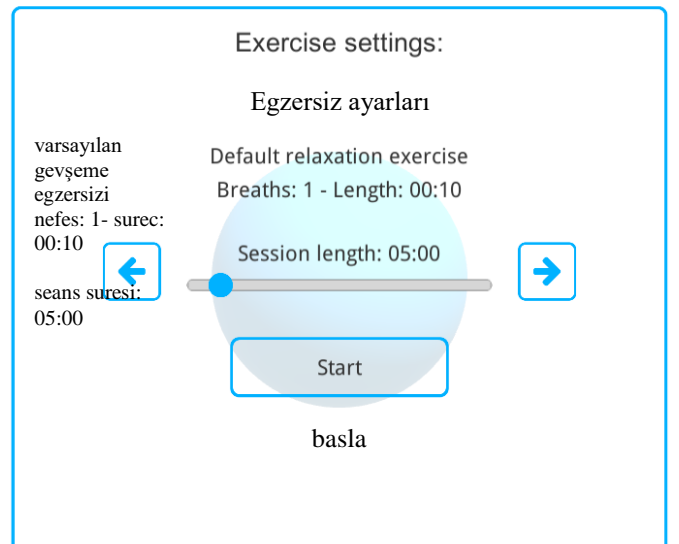 Exercise settings:
Egzersiz ayarları
varsayılan
gevşeme
egzersizi
nefes: 1- surec:
00:10
seans suresi:
05:00
Default relaxation exercise
Breaths: 1 - Length: 00:10
Session length: 05:00
Start
basla